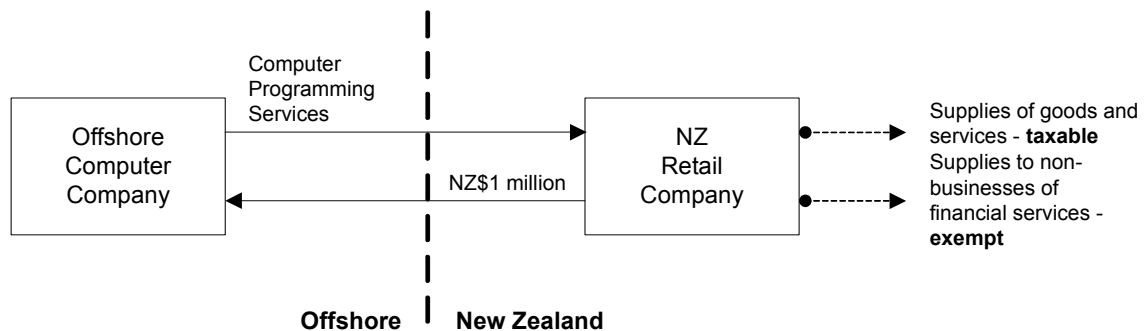 Computer
Programming
Services
Offshore
Computer
Company
NZ$1 million
NZ
Retail
Company
Supplies of goods and
services - taxable
Supplies to non-
businesses of
financial services -
exempt
Offshore
New Zealand